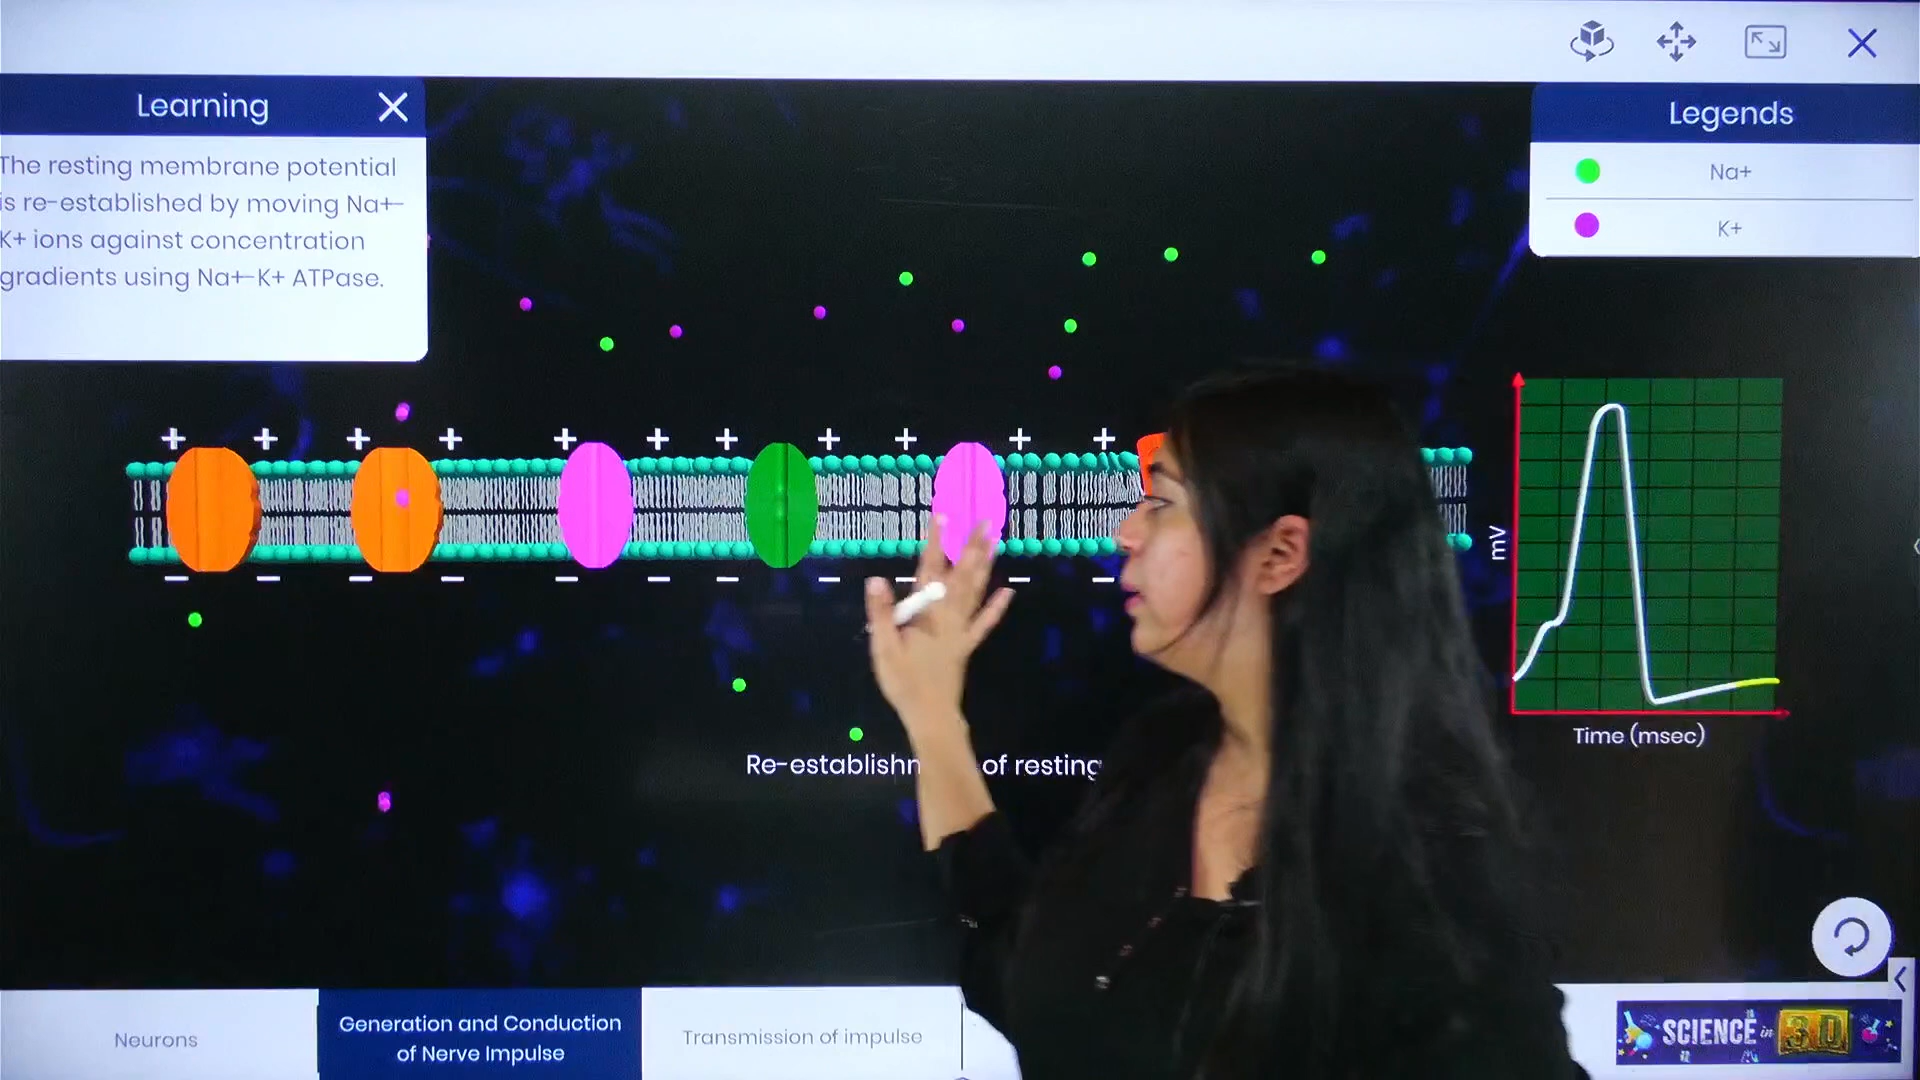 Learning
The resting membrane potential
is re-established by moving Na+-
K+ ions against concentration
gradients using Na+-K+ ATPase.
Legends
Na+
K+
+ + + + + + + + + + +
− − − − − − − − − − −
mV
Time (msec)
of resting
Neurons
Generation and Conduction
of Nerve Impulse
Transmission of impulse
SCIENCE in 3D